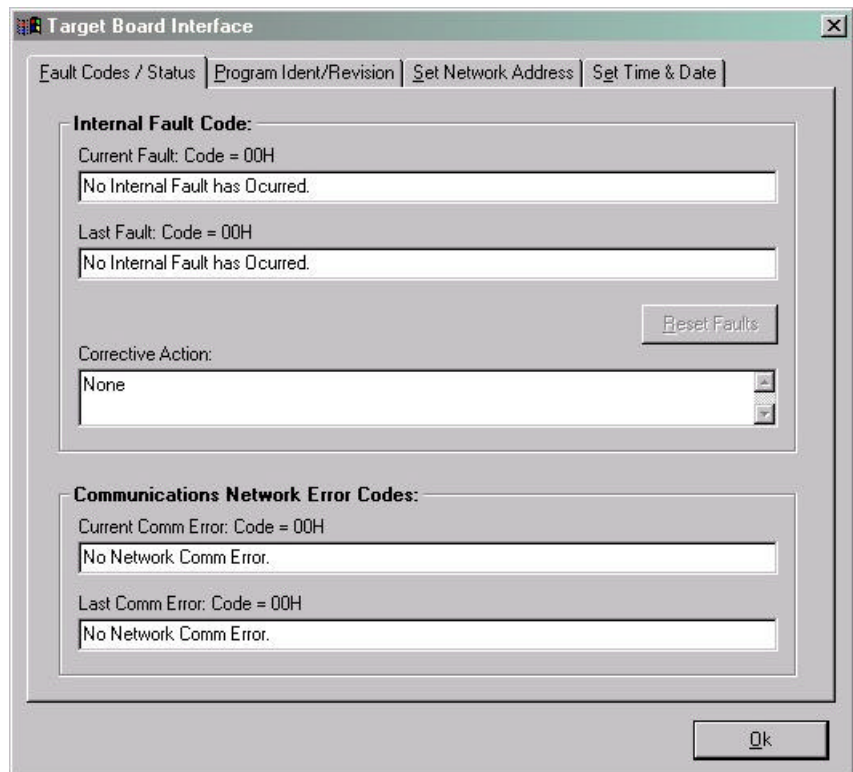 Target Board Interface
Fault Codes / Status Program Ident/Revision Set Network Address Set Time & Date
Internal Fault Code:
Current Fault: Code = 00H
No Internal Fault has Ocurred.
Last Fault: Code = 00H
No Internal Fault has Ocurred.
Reset Faults
Corrective Action:
None
Communications Network Error Codes:
Current Comm Error: Code = 00H
No Network Comm Error.
Last Comm Error: Code = 00H
No Network Comm Error.
Ok